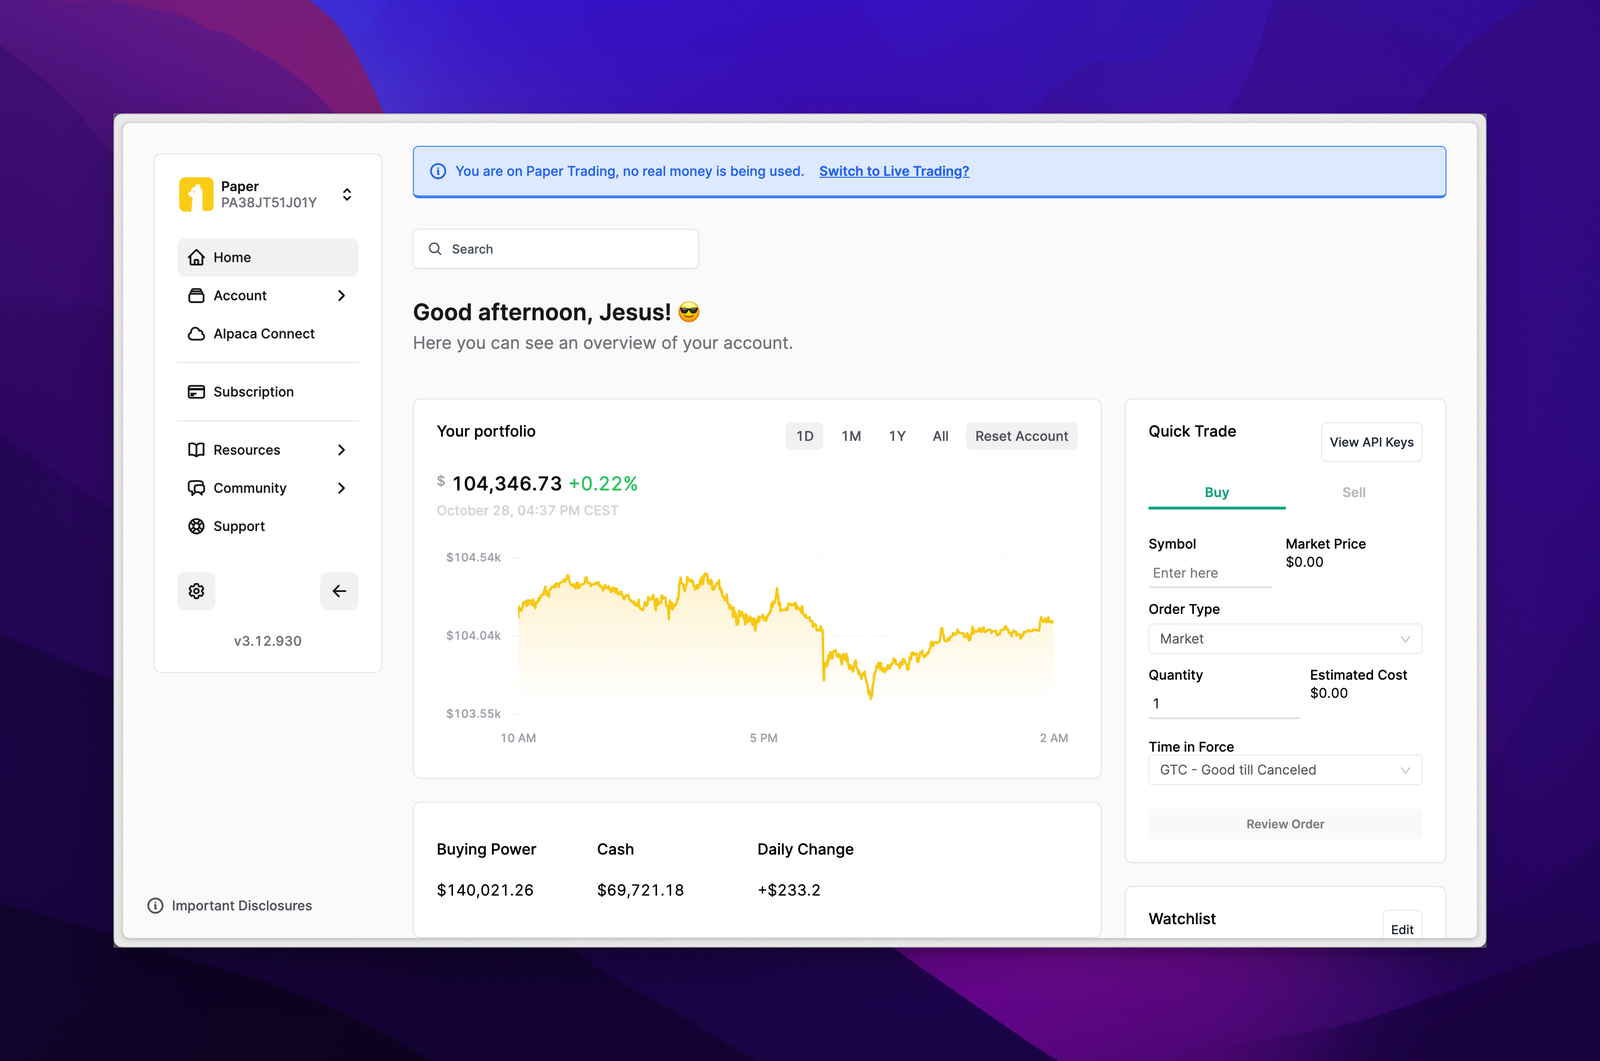 Paper
PA38JT51J01Y
Home
Account
Alpaca Connect
Subscription
Resources
Community
Support
v3.12.930
Important Disclosures
You are on Paper Trading, no real money is being used. Switch to Live Trading?
Search
Good afternoon, Jesus! 😎
Here you can see an overview of your account.
Your portfolio
1D 1M 1Y All Reset Account
$ 104,346.73 +0.22%
October 28, 04:37 PM CEST
$104.54k
$104.04k
$103.55k
10 AM 5 PM 2 AM
Buying Power Cash Daily Change
$140,021.26 $69,721.18 +$233.2
Quick Trade
View API Keys
Buy Sell
Symbol Market Price
$0.00
Enter here
Order Type
Market
Quantity Estimated Cost
$0.00
1
Time in Force
GTC - Good till Canceled
Review Order
Watchlist
Edit